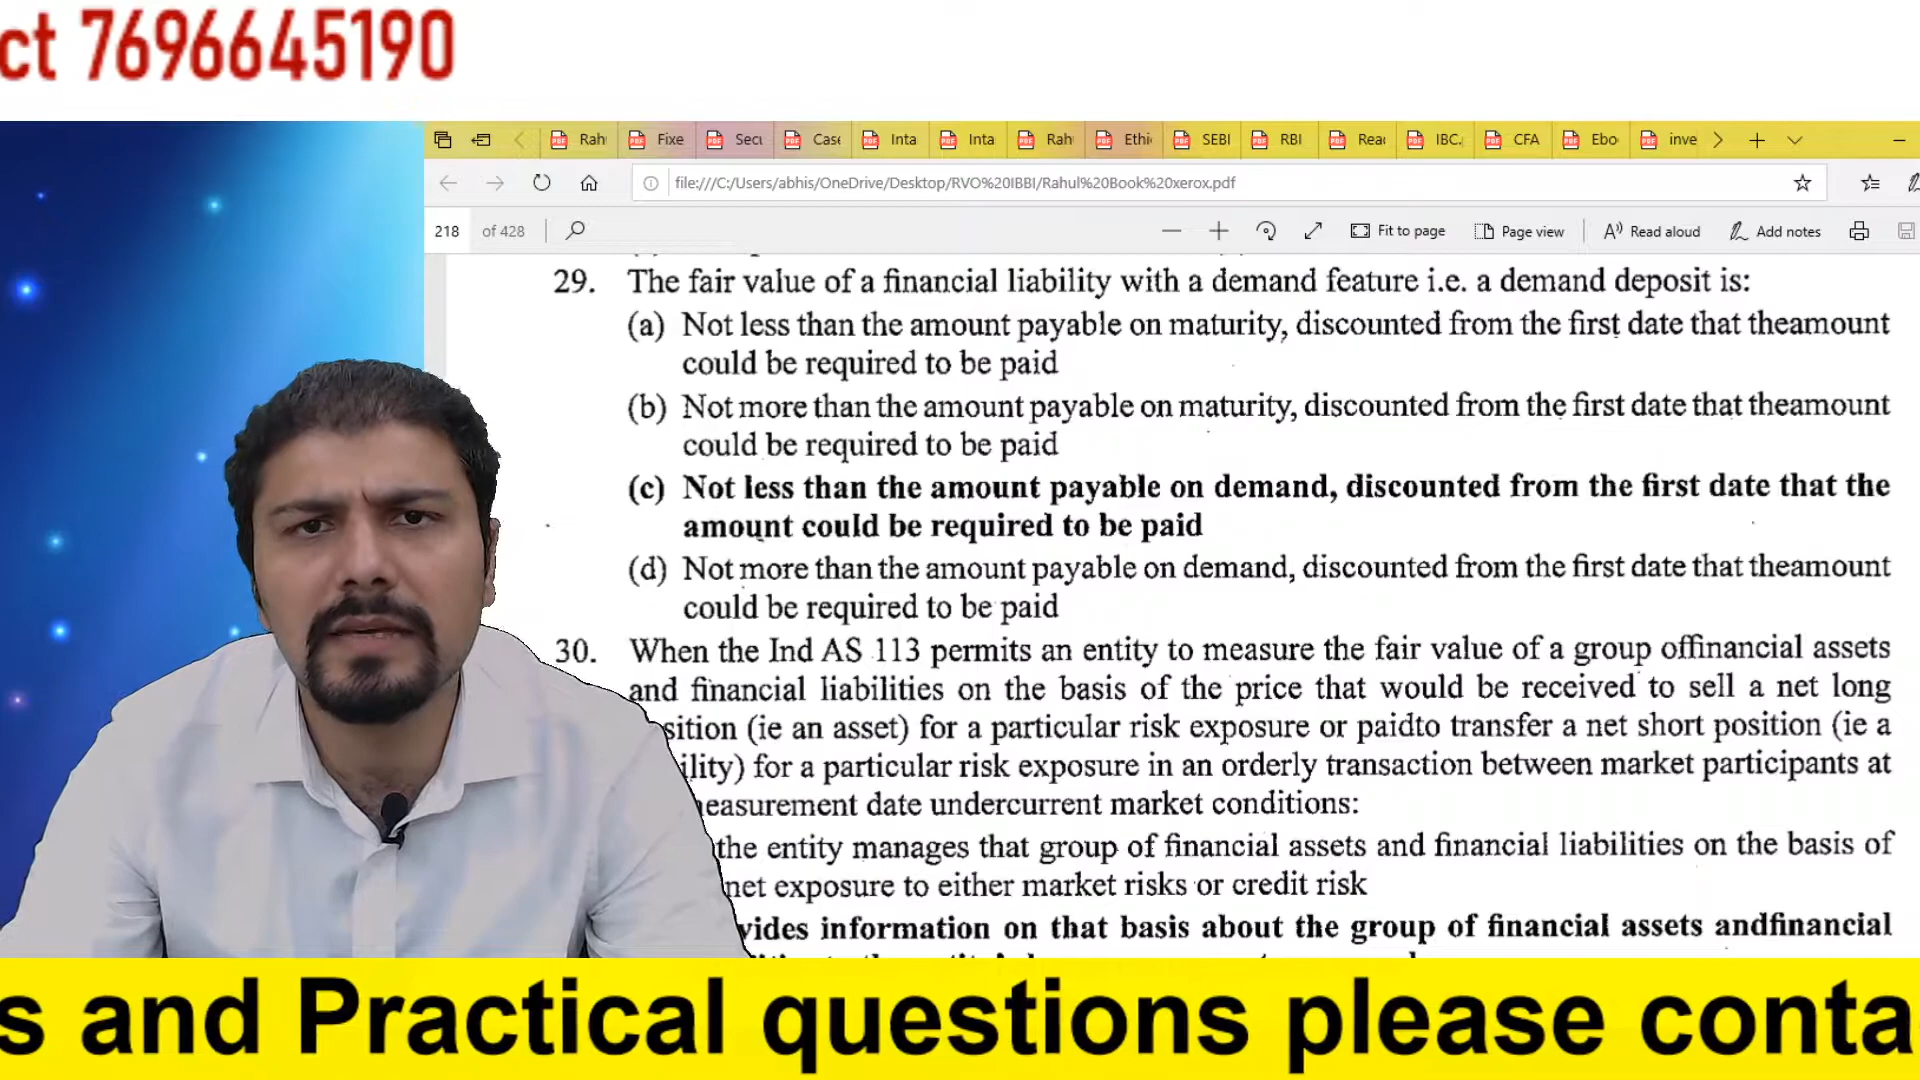 ct 7696645190
Rah Fixe Secu Case Inta Inta Rah Ethi SEBI RBI Rea IBC. CFA Ebo inve
file:///C:/Users/abhis/OneDrive/Desktop/RVO%20IBBI/Rahul%20Book%20xerox.pdf
218 of 428 Fit to page Page view Read aloud Add notes
29. The fair value of a financial liability with a demand feature i.e. a demand deposit is:
(a) Not less than the amount payable on maturity, discounted from the first date that theamount
could be required to be paid
(b) Not more than the amount payable on maturity, discounted from the first date that theamount
could be required to be paid
(c) Not less than the amount payable on demand, discounted from the first date that the
amount could be required to be paid
(d) Not more than the amount payable on demand, discounted from the first date that theamount
could be required to be paid
30. When the Ind AS 113 permits an entity to measure the fair value of a group offinancial assets
and financial liabilities on the basis of the price that would be received to sell a net long
sition (ie an asset) for a particular risk exposure or paidto transfer a net short position (ie a
ility) for a particular risk exposure in an orderly transaction between market participants at
easurement date undercurrent market conditions:
the entity manages that group of financial assets and financial liabilities on the basis of
net exposure to either market risks or credit risk
vides information on that basis about the group of financial assets andfinancial
s and Practical questions please conta